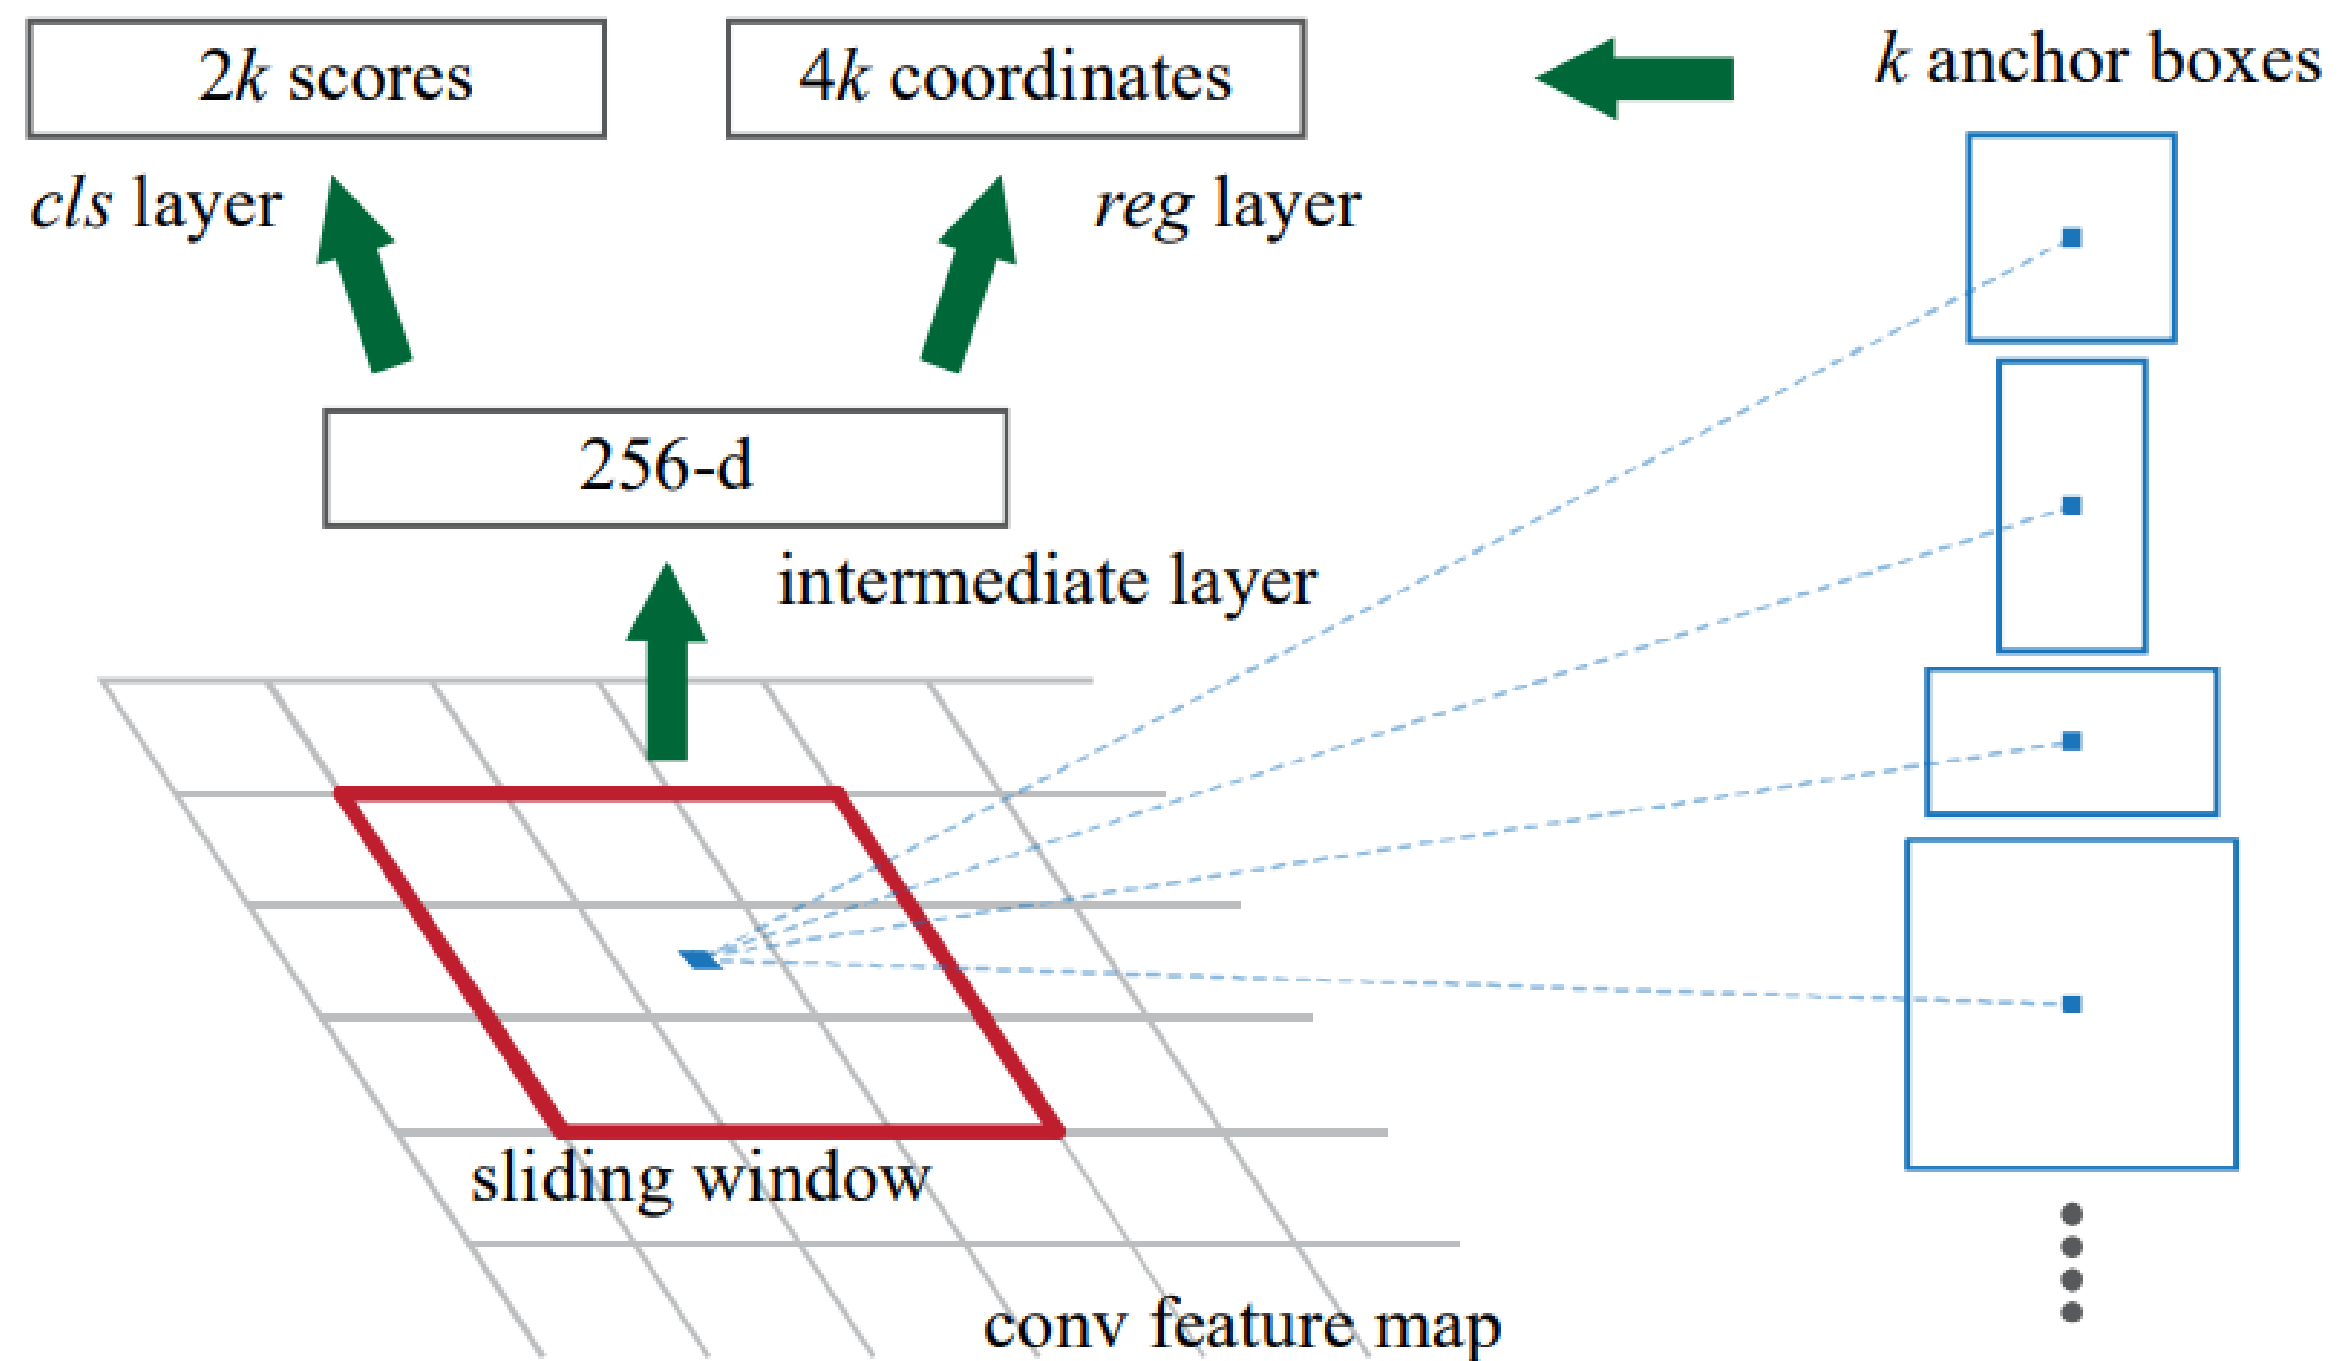 2k scores
4k coordinates
k anchor boxes
cls layer
reg layer
256-d
intermediate layer
sliding window
conv feature map